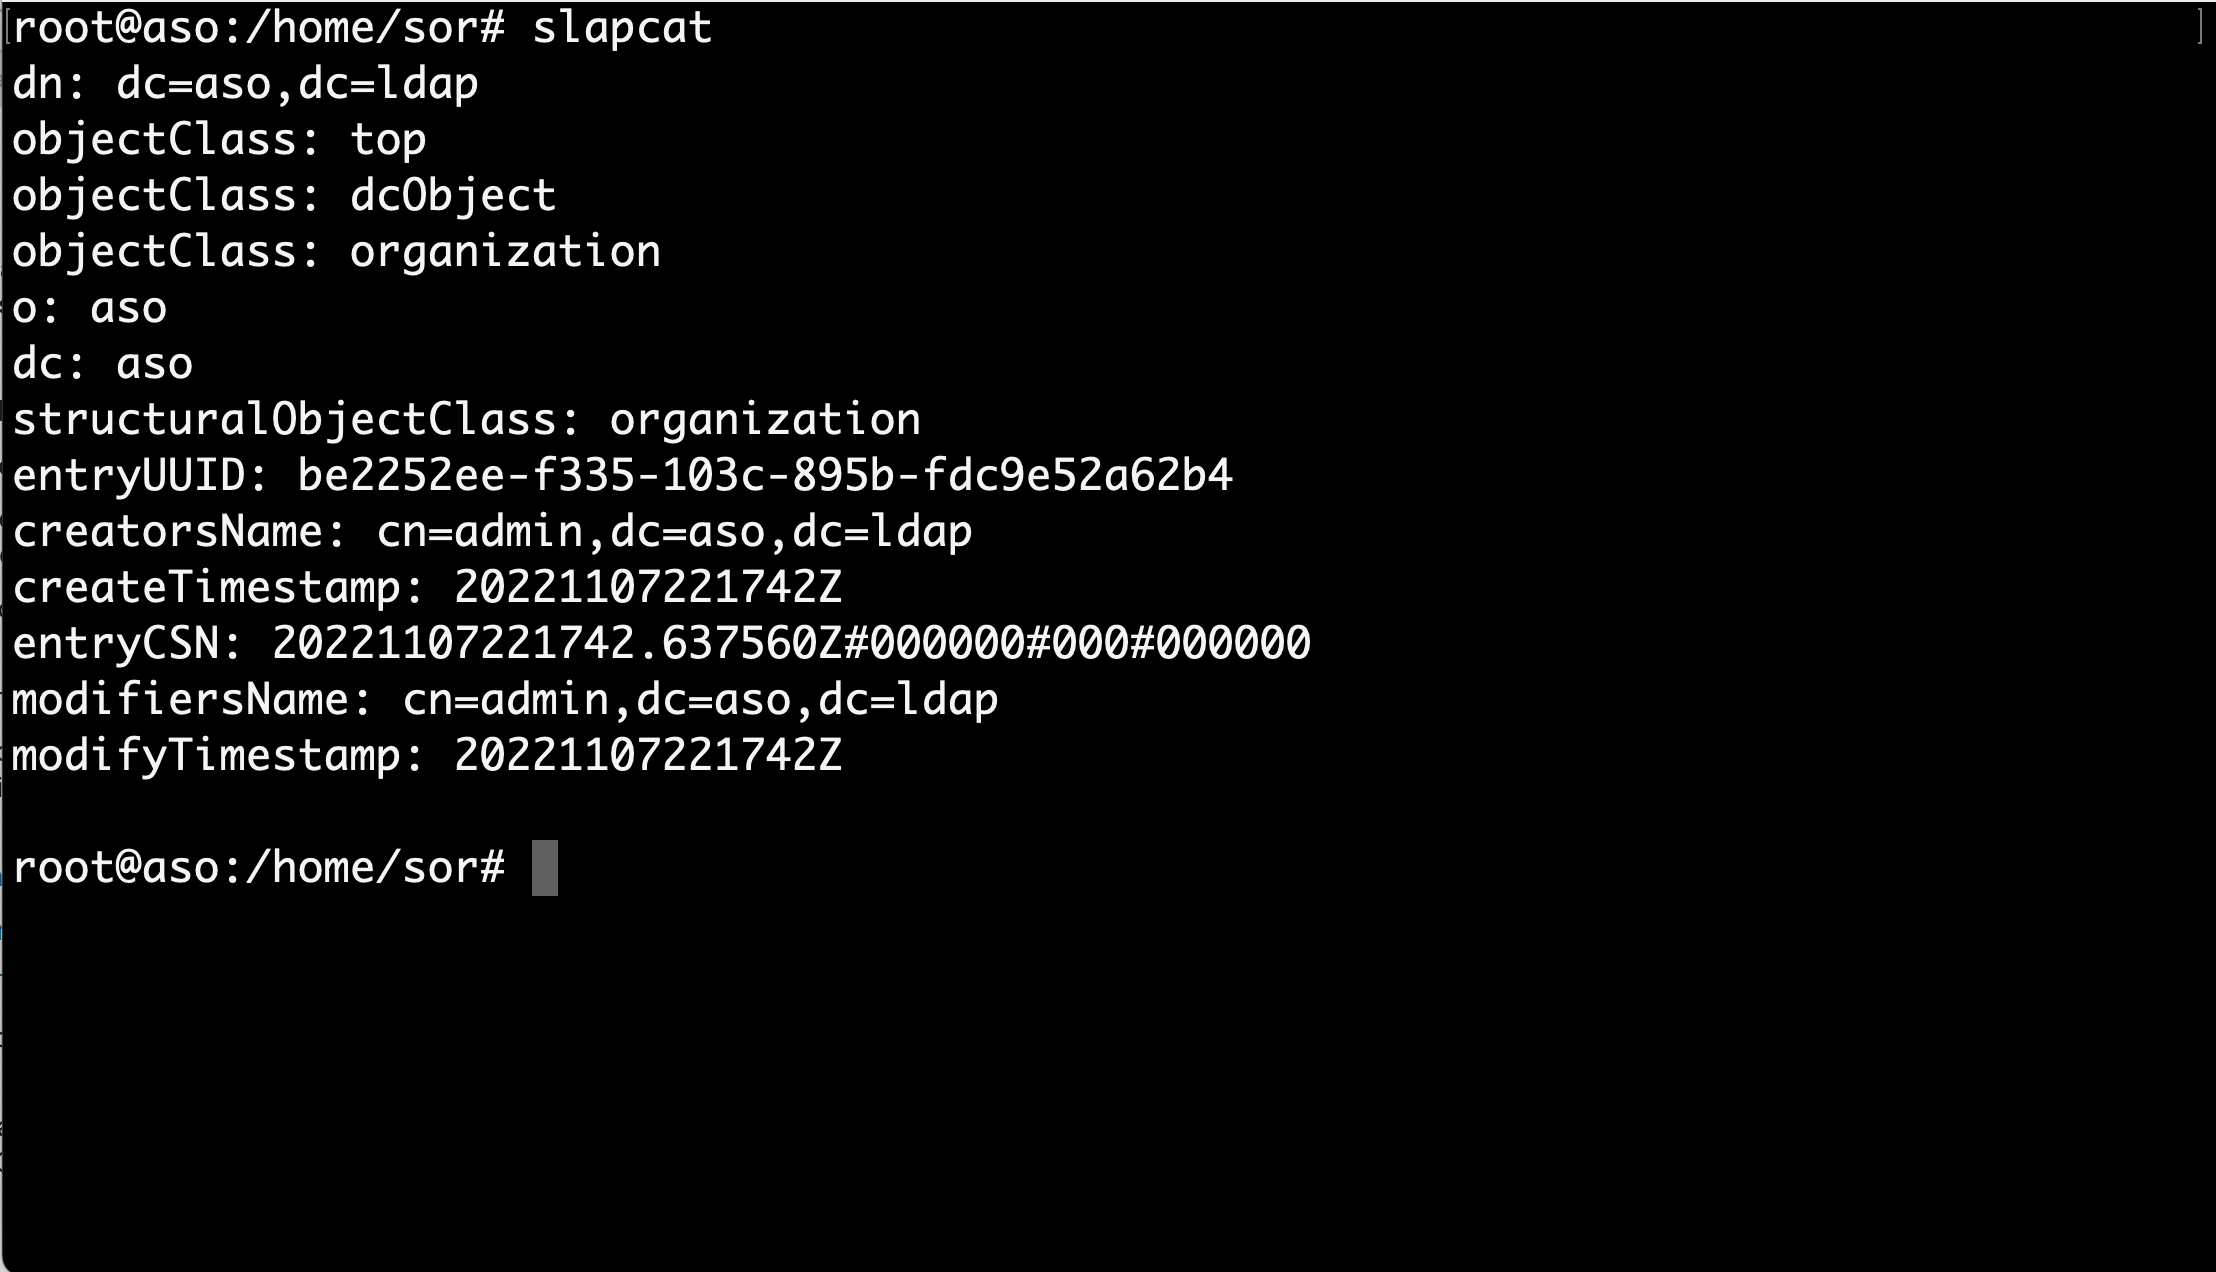 root@aso:/home/sor# slapcat
dn: dc=aso,dc=ldap
objectClass: top
objectClass: dcObject
objectClass: organization
o: aso
dc: aso
structuralObjectClass: organization
entryUUID: be2252ee-f335-103c-895b-fdc9e52a62b4
creatorsName: cn=admin,dc=aso,dc=ldap
createTimestamp: 20221107221742Z
entryCSN: 20221107221742.637560Z#000000#000#000000
modifiersName: cn=admin,dc=aso,dc=ldap
modifyTimestamp: 20221107221742Z
root@aso:/home/sor#